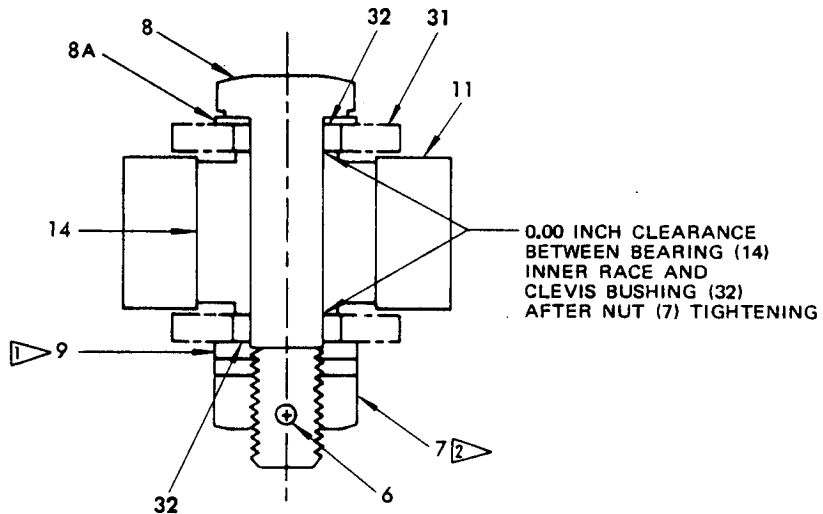 8
32
31
8A
11
14
0.00 INCH CLEARANCE
BETWEEN BEARING (14)
INNER RACE AND
CLEVIS BUSHING (32)
AFTER NUT (7) TIGHTENING
1 9
7 2
6
32